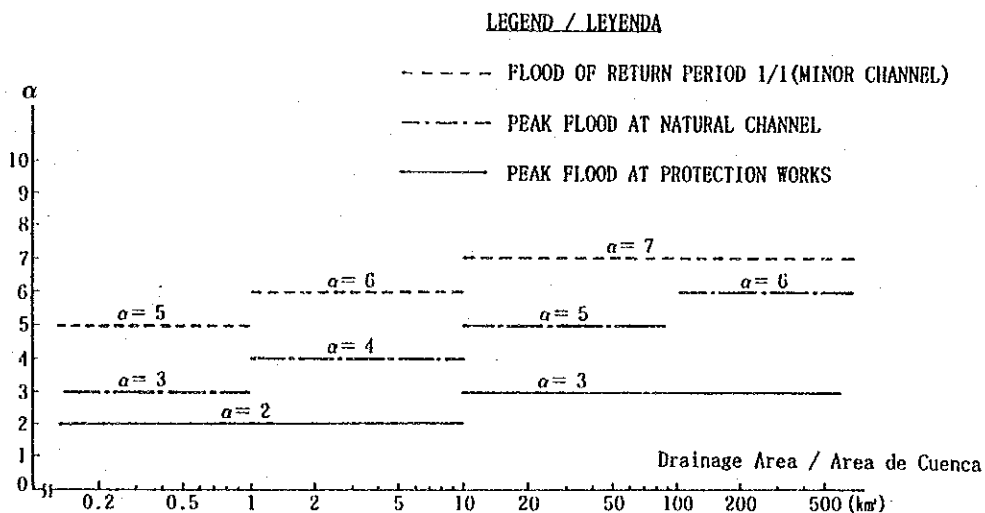 LEGEND / LEYENDA
FLOOD OF RETURN PERIOD 1/1(MINOR CHANNEL)
PEAK FLOOD AT NATURAL CHANNEL
PEAK FLOOD AT PROTECTION WORKS
α
10
9
8
7
6
5
4
3
2
1
0
α= 7
α= 6
α= 6
α= 5
α= 5
α= 4
α= 3
α= 3
α= 2
Drainage Area / Area de Cuenca
0.2 0.5 1 2 5 10 20 50 100 200 500 (km²)